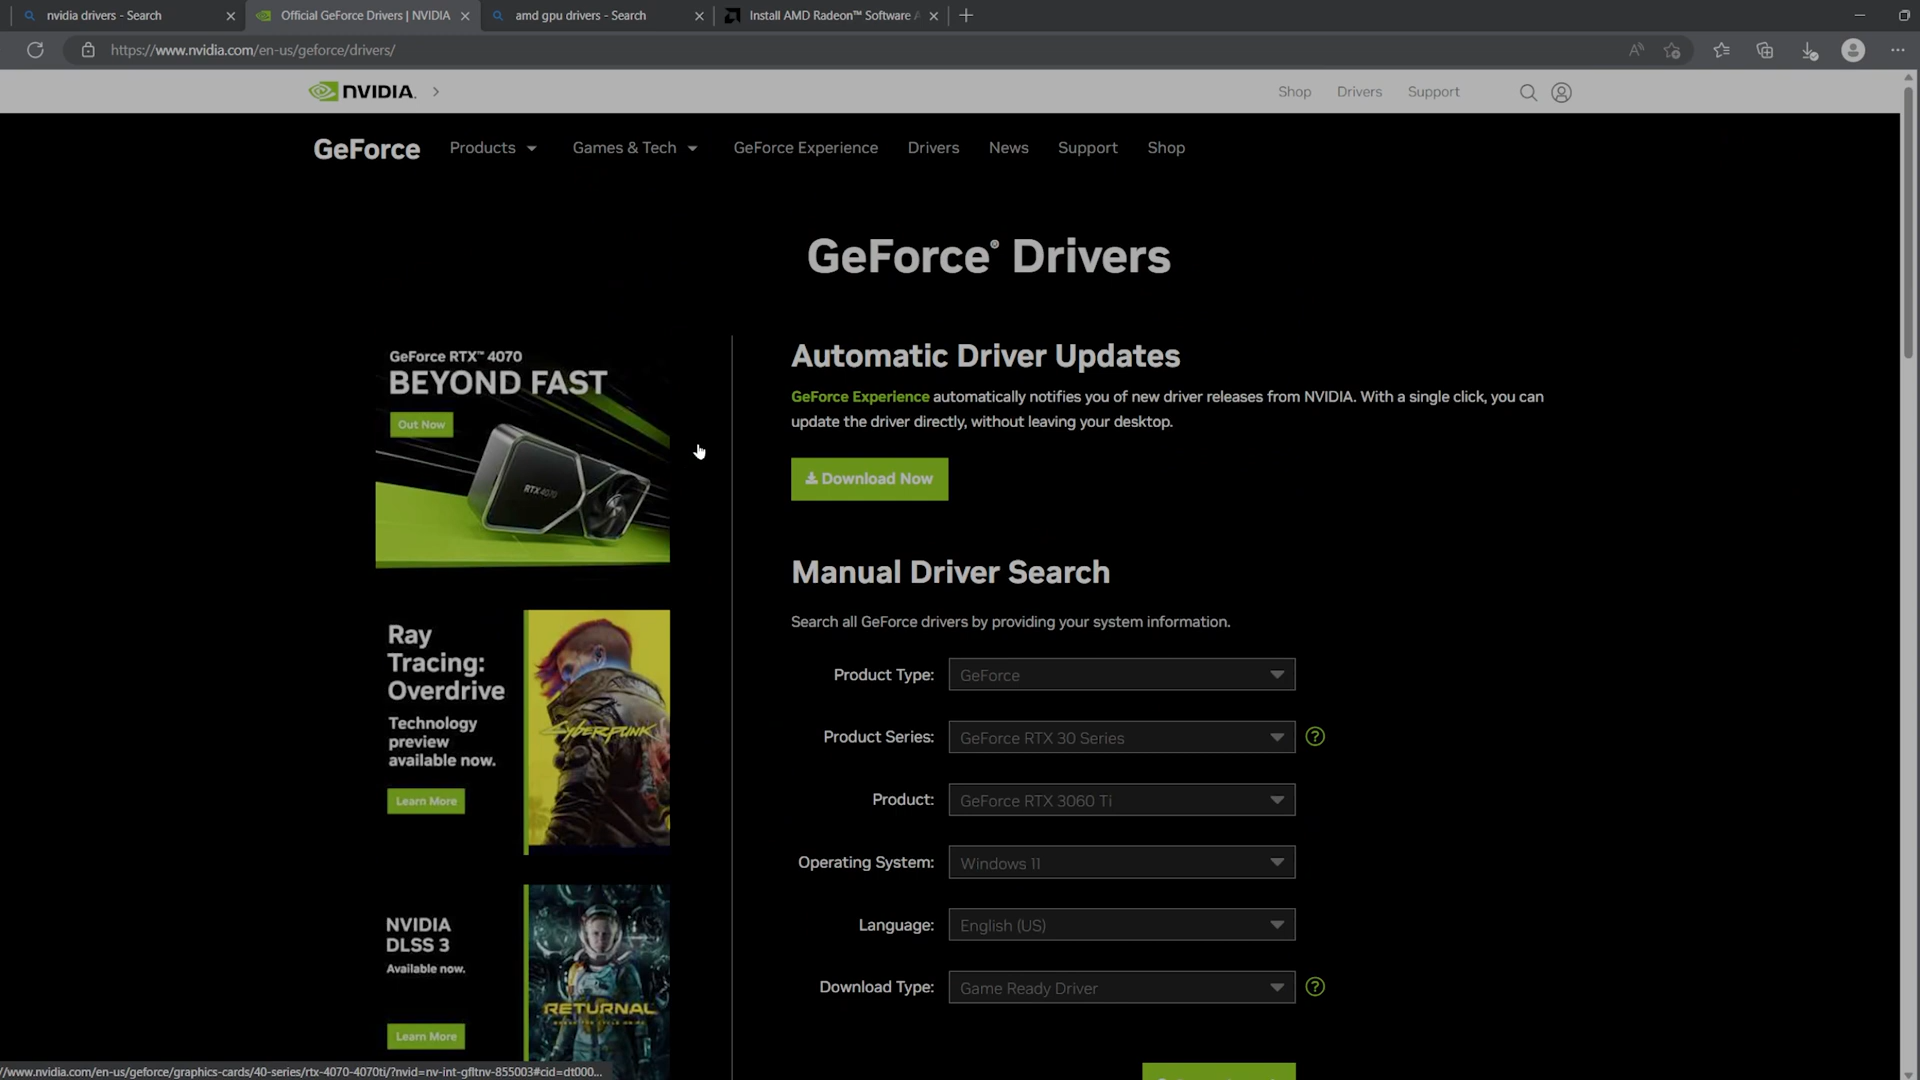 nvidia drivers - Search
Official GeForce Drivers | NVIDIA
amd gpu drivers - Search
Install AMD Radeon™ Software A
https://www.nvidia.com/en-us/geforce/drivers/
NVIDIA.
Shop
Drivers
Support
GeForce
Products
Games & Tech
GeForce Experience
Drivers
News
Support
Shop
GeForce® Drivers
GeForce RTX™ 4070
BEYOND FAST
Out Now
RTX 4070
Automatic Driver Updates
GeForce Experience automatically notifies you of new driver releases from NVIDIA. With a single click, you can
update the driver directly, without leaving your desktop.
Download Now
Manual Driver Search
Search all GeForce drivers by providing your system information.
Product Type: GeForce
Product Series: GeForce RTX 30 Series ?
Product: GeForce RTX 3060 Ti
Operating System: Windows 11
Language: English (US)
Download Type: Game Ready Driver ?
Ray
Tracing:
Overdrive
Technology
preview
available now.
Learn More
CYBERPUNK
NVIDIA
DLSS 3
Available now.
Learn More
RETURNAL
/www.nvidia.com/en-us/geforce/graphics-cards/40-series/rtx-4070-4070ti/?nvid=nv-int-gfltnv-855003#cid=dt000...